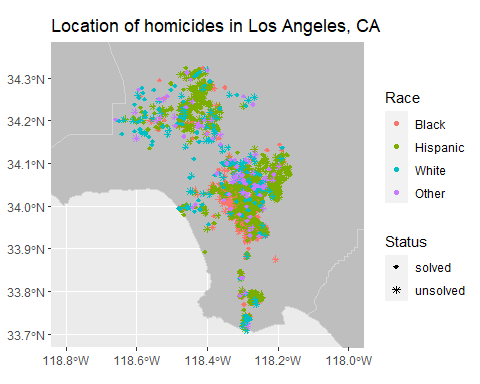 Location of homicides in Los Angeles, CA
34.3°N
34.2°N
34.1°N
34.0°N
33.9°N
33.8°N
33.7°N
118.8°W
118.6°W
118.4°W
118.2°W
118.0°W
Race
Black
Hispanic
White
Other
Status
solved
unsolved